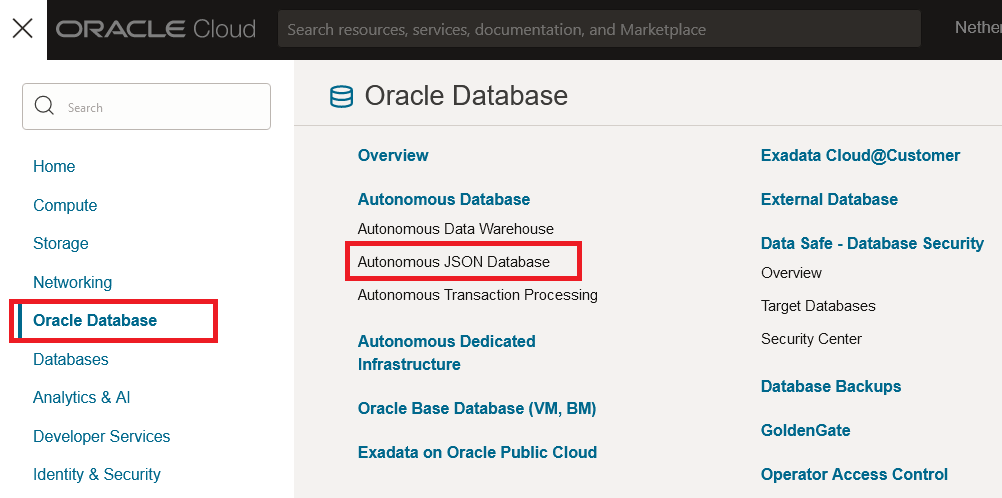 ORACLE Cloud
Search resources, services, documentation, and Marketplace
Nether
Search
Home
Compute
Storage
Networking
Oracle Database
Databases
Analytics & AI
Developer Services
Identity & Security
Oracle Database
Overview
Autonomous Database
Autonomous Data Warehouse
Autonomous JSON Database
Autonomous Transaction Processing
Autonomous Dedicated
Infrastructure
Oracle Base Database (VM, BM)
Exadata on Oracle Public Cloud
Exadata Cloud@Customer
External Database
Data Safe - Database Security
Overview
Target Databases
Security Center
Database Backups
GoldenGate
Operator Access Control